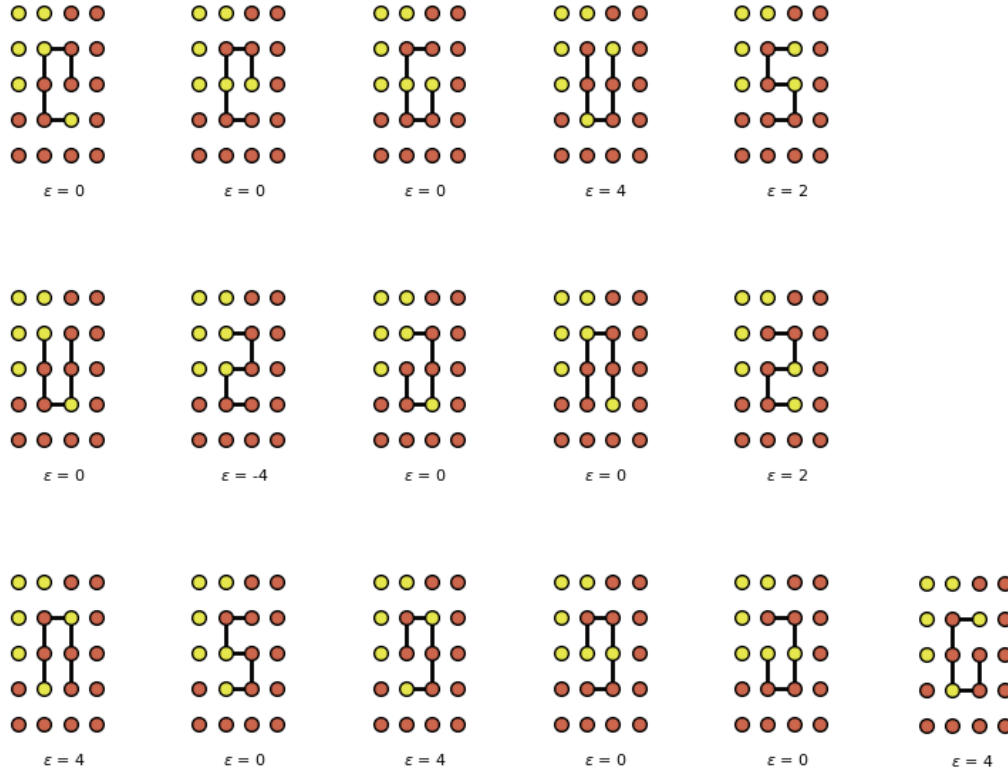 ε = 0 ε = 0 ε = 0 ε = 4 ε = 2
ε = 0 ε = -4 ε = 0 ε = 0 ε = 2
ε = 4 ε = 0 ε = 4 ε = 0 ε = 0 ε = 4